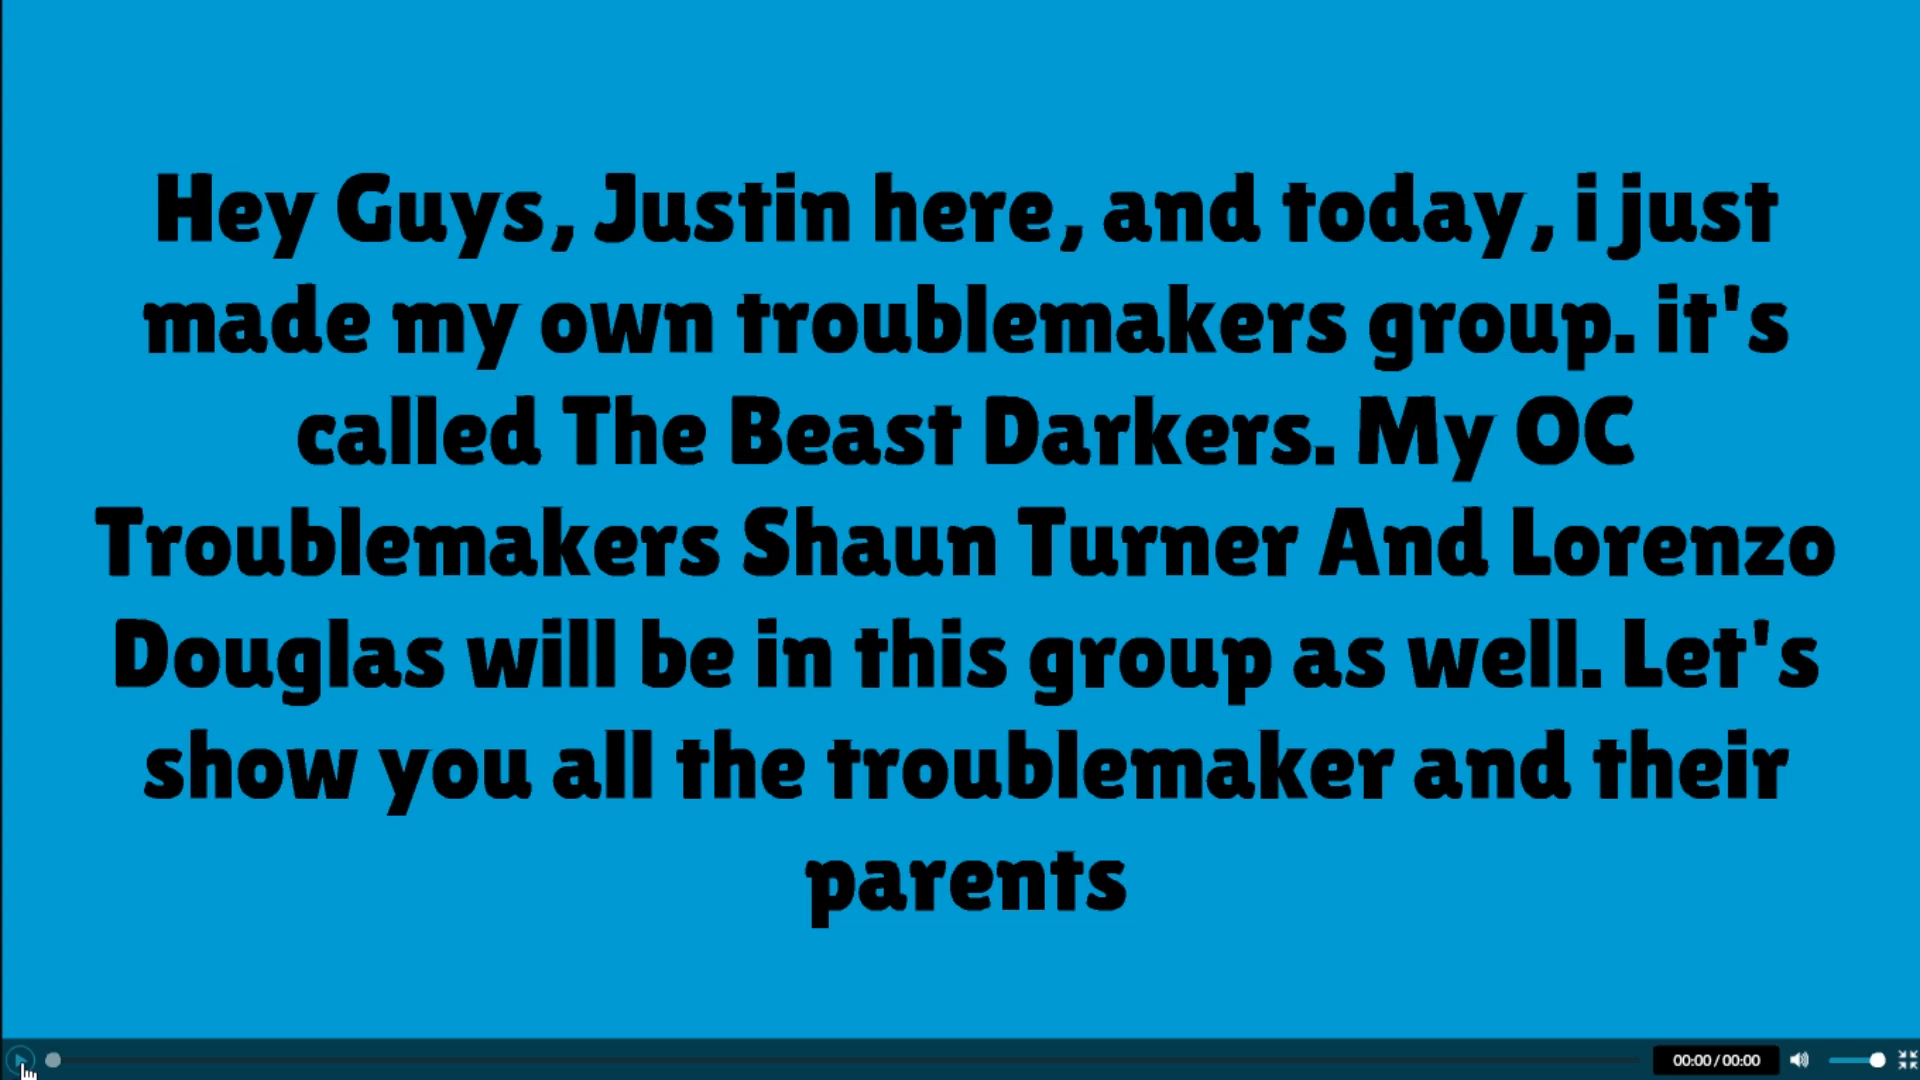 Hey Guys, Justin here, and today, i just
made my own troublemakers group. it's
called The Beast Darkers. My OC
Troublemakers Shaun Turner And Lorenzo
Douglas will be in this group as well. Let's
show you all the troublemaker and their
parents
00:00 / 00:00